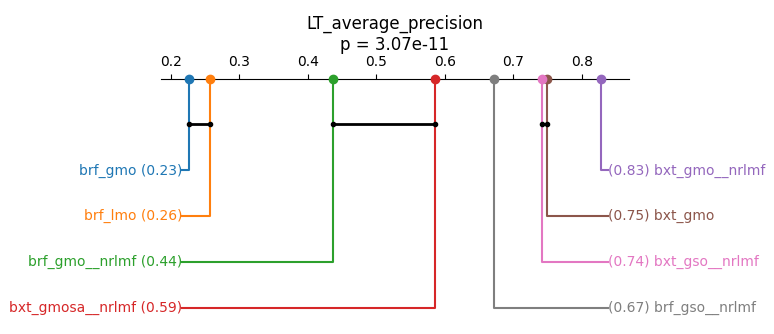 LT_average_precision
p = 3.07e-11
0.2 0.3 0.4 0.5 0.6 0.7 0.8
brf_gmo (0.23) (0.83) bxt_gmo__nrlmf
brf_lmo (0.26) (0.75) bxt_gmo
brf_gmo__nrlmf (0.44) (0.74) bxt_gso__nrlmf
bxt_gmosa__nrlmf (0.59) (0.67) brf_gso__nrlmf